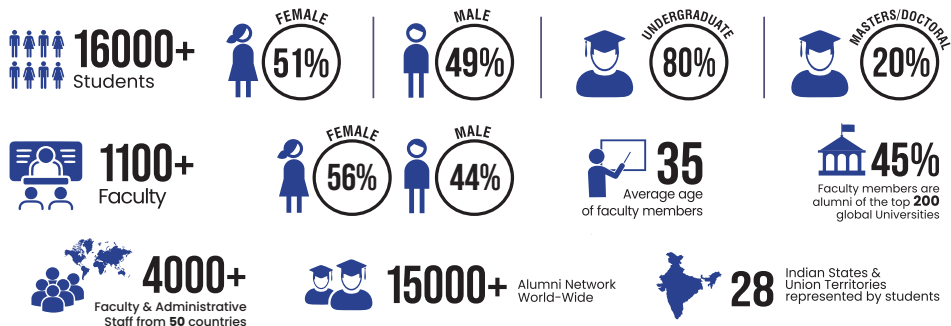 16000+
Students
FEMALE
51%
MALE
49%
UNDERGRADUATE
80%
MASTERS/DOCTORAL
20%
1100+
Faculty
FEMALE
56%
MALE
44%
35
Average age
of faculty members
45%
Faculty members are
alumni of the top 200
global Universities
4000+
Faculty & Administrative
Staff from 50 countries
15000+
Alumni Network
World-Wide
28
Indian States &
Union Territories
represented by students